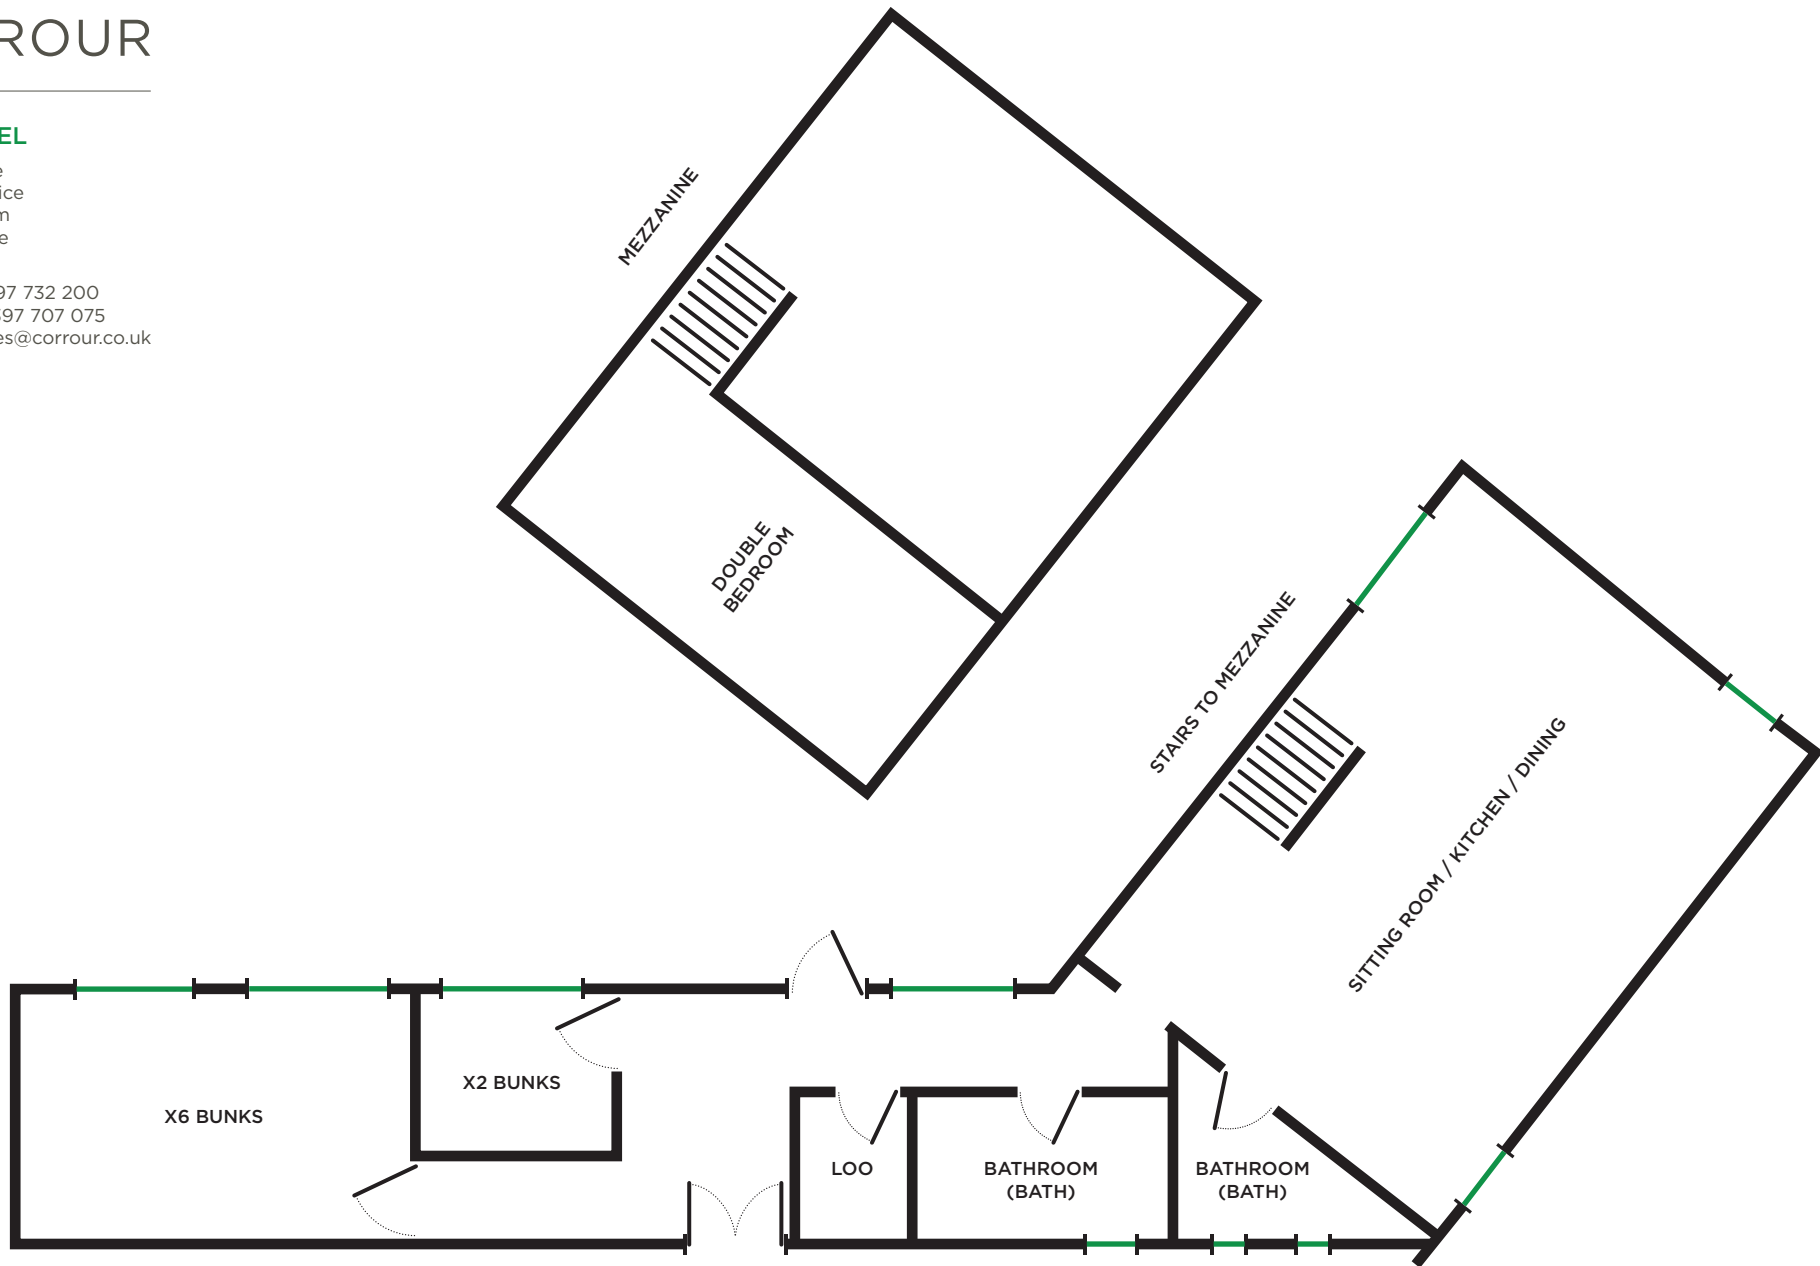 ROUR
EL
e
ice
m
e
97 732 200
397 707 075
es@corrour.co.uk
MEZZANINE
DOUBLE
BEDROOM
STAIRS TO MEZZANINE
SITTING ROOM / KITCHEN / DINING
X6 BUNKS
X2 BUNKS
LOO
BATHROOM
(BATH)
BATHROOM
(BATH)